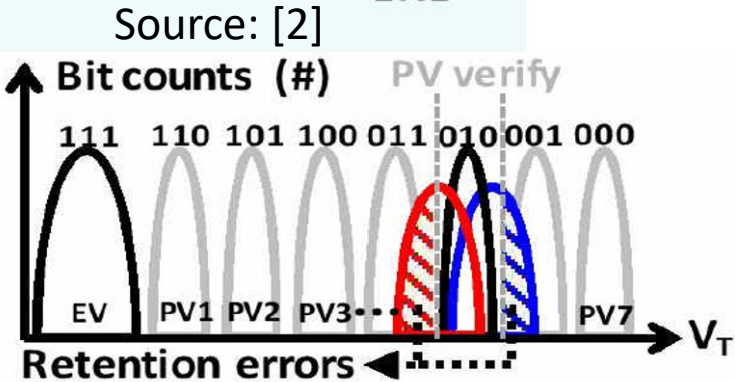 Source: [2]
Bit counts (#) PV verify
111 110 101 100 011 010 001 000
EV PV1 PV2 PV3 PV7
V_T
Retention errors